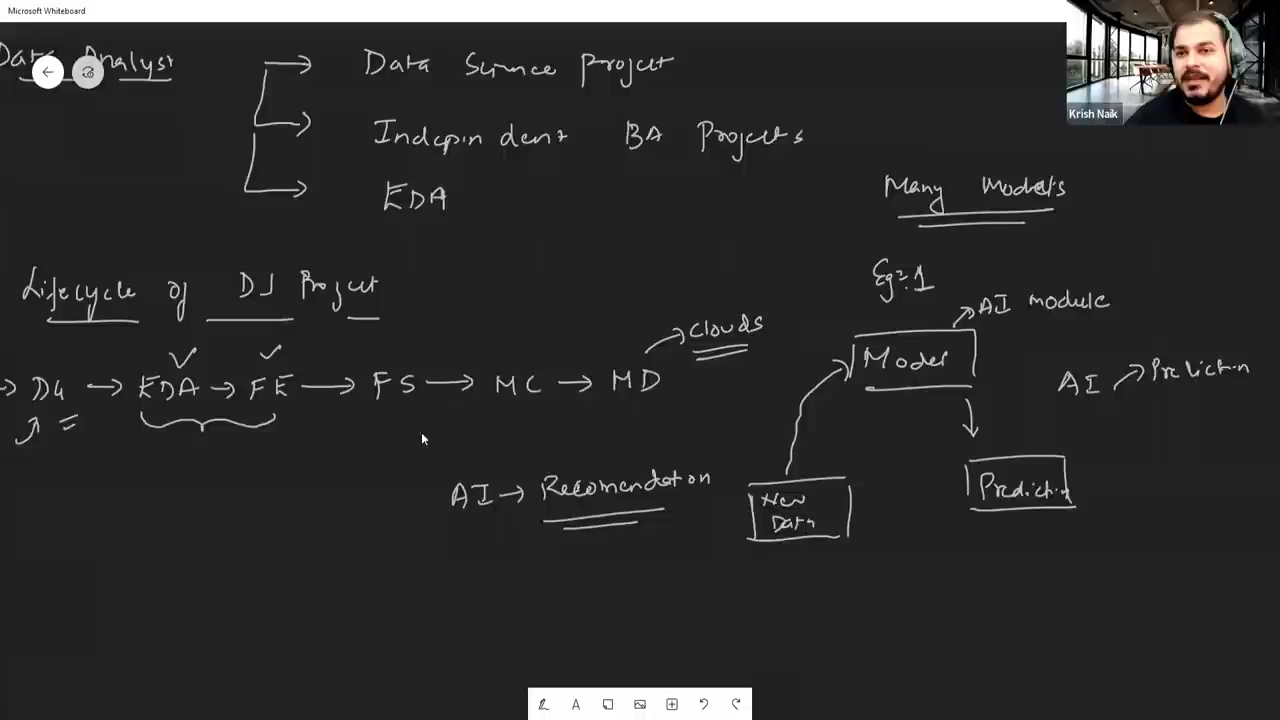 Microsoft Whiteboard
Krish Naik
Data Analyst
Data Science Project
Independent BA Projects
EDA
Many Models
Lifecycle of DS Project
Eg:-1
AI module
Clouds
Model
AI → Prediction
→ DG → EDA → FE → FS → MC → MD
AI → Recomendation
New
Data
Prediction
A